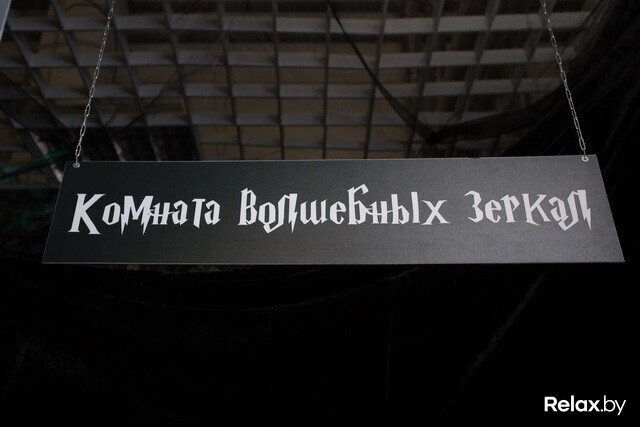 Комната Волшебных Зеркал
Relax.by